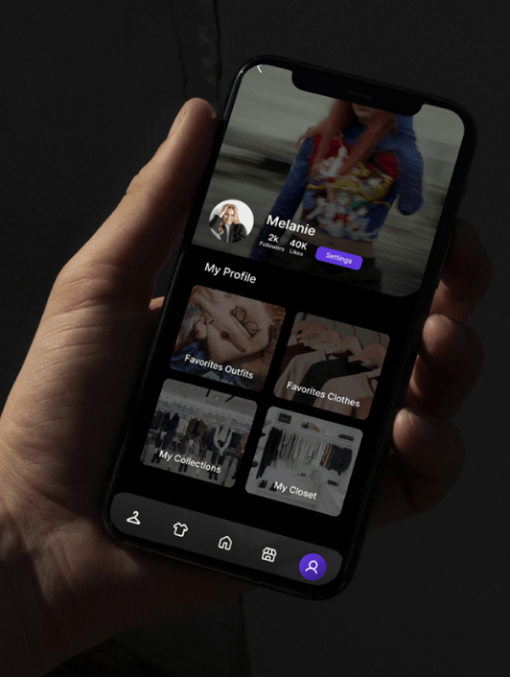 Melanie
2k 40K
Followers Likes
Settings
My Profile
Favorites Outfits
Favorites Clothes
My Collections
My Closet